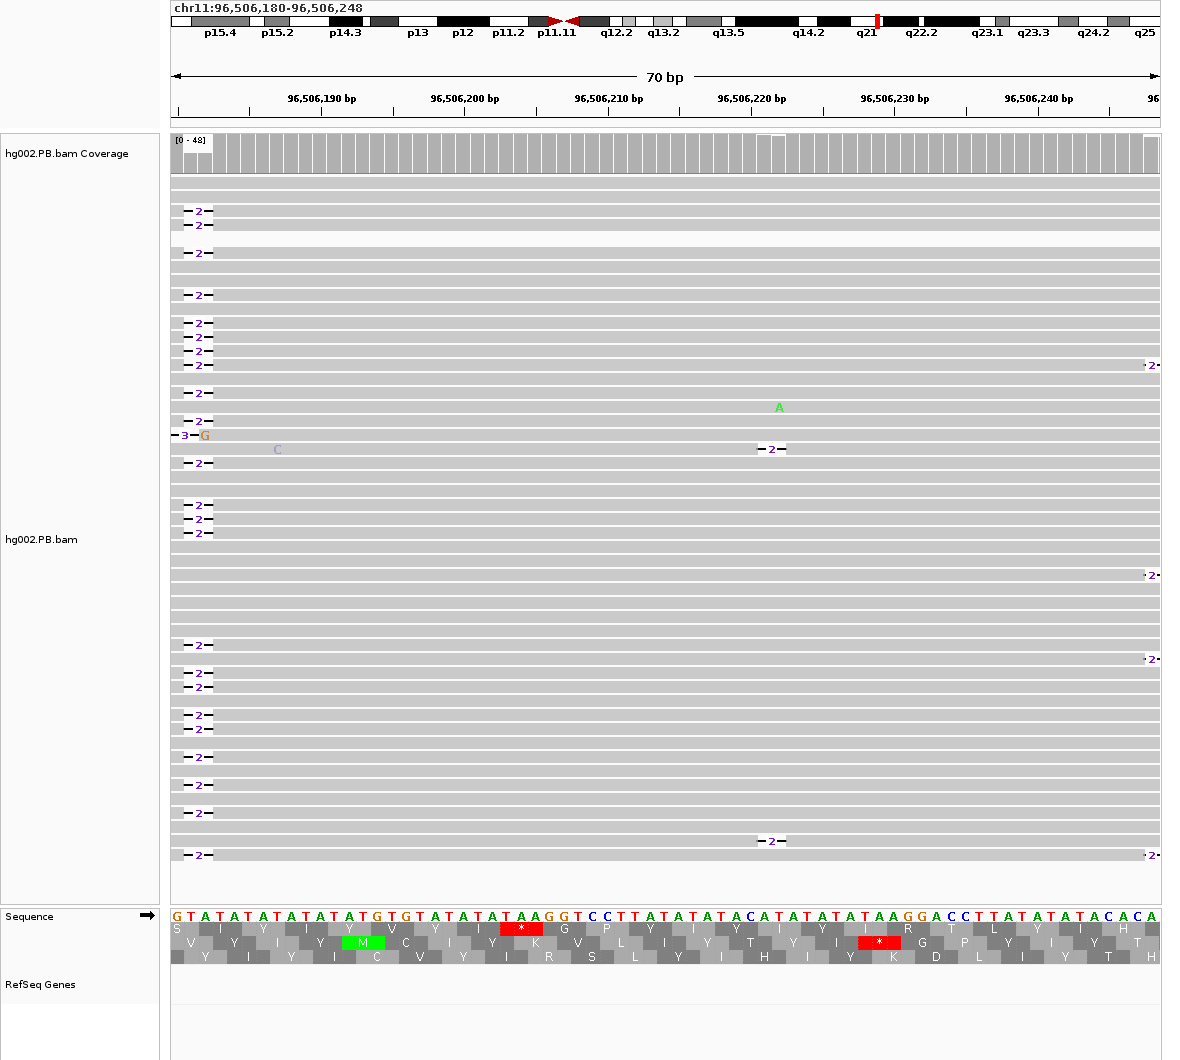 chr11:96,506,180-96,506,248
p15.4 p15.2 p14.3 p13 p12 p11.2 p11.11 q12.2 q13.2 q13.5 q14.2 q21 q22.2 q23.1 q23.3 q24.2 q25
70 bp
96,506,190 bp 96,506,200 bp 96,506,210 bp 96,506,220 bp 96,506,230 bp 96,506,240 bp 96
[0 - 48]
hg002.PB.bam Coverage
2
2
2
2
2
2
2
2 2
2
A
2
3 G
C 2
2
2
2
2
hg002.PB.bam
2
2
2
2
2
2
2
2
2
2
2
2 2
Sequence G T A T A T A T A T A T A T G T G T A T A T A T A A G G T C C T T A T A T A T A C A T A T A T A T A A G G A C C T T A T A T A T A C A C A
S I Y I Y V Y I * G P Y I Y I Y I R T L Y I H
V Y I Y M C I Y K V L I Y T Y I * G P Y I Y T
Y I Y I C V Y I R S L Y I H I Y K D L I Y T H
RefSeq Genes